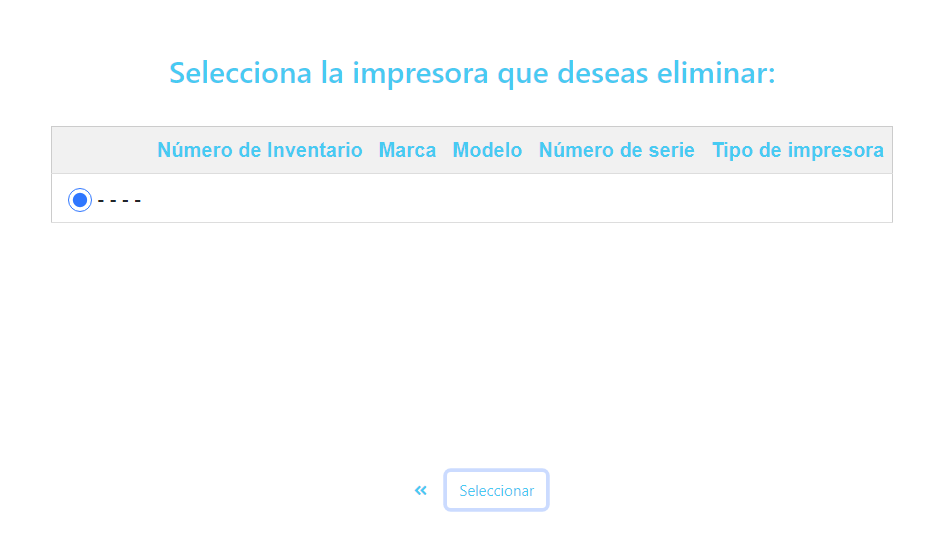 Selecciona la impresora que deseas eliminar:
Número de Inventario Marca Modelo Número de serie Tipo de impresora
- - - -
« Seleccionar